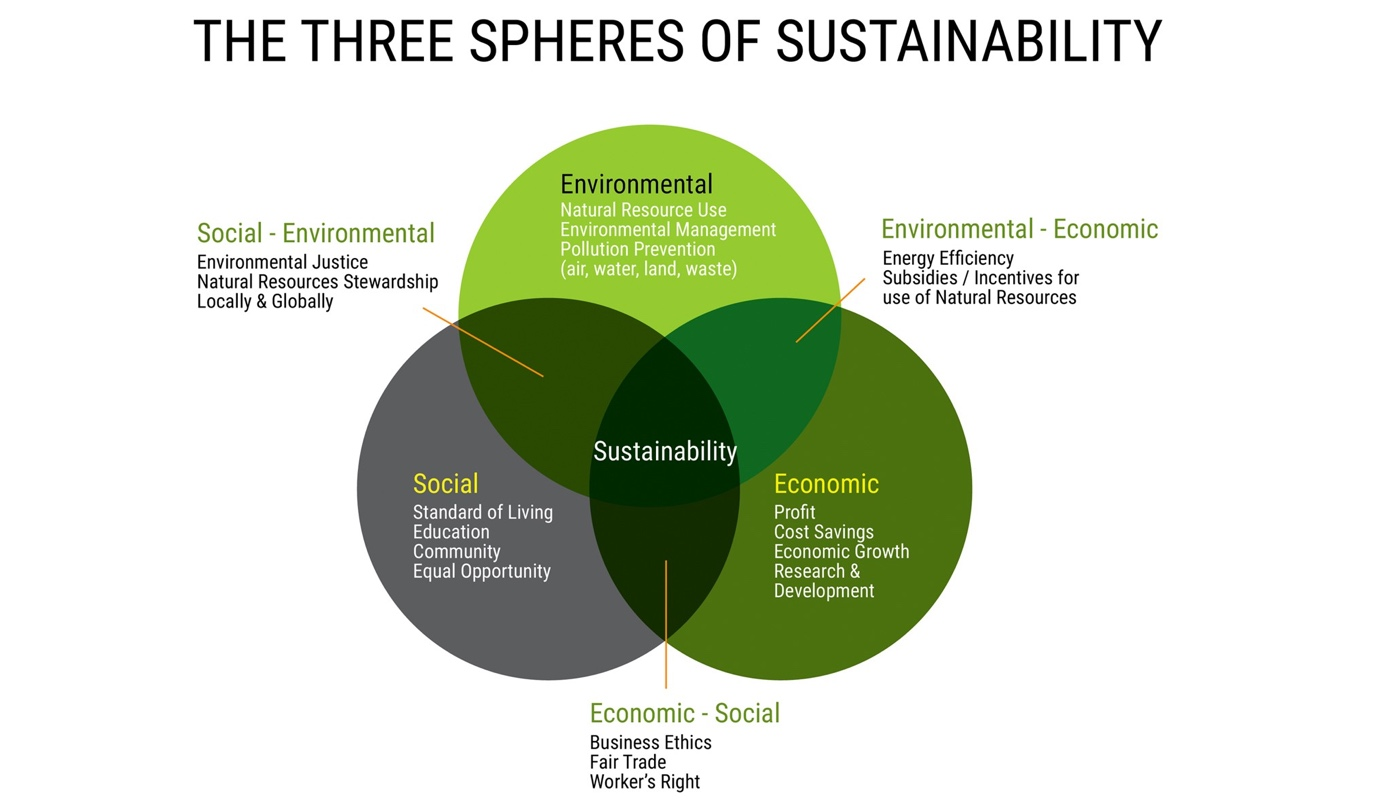 THE THREE SPHERES OF SUSTAINABILITY
Environmental
Natural Resource Use
Environmental Management
Pollution Prevention
(air, water, land, waste)
Social - Environmental
Environmental Justice
Natural Resources Stewardship
Locally & Globally
Environmental - Economic
Energy Efficiency
Subsidies / Incentives for
use of Natural Resources
Sustainability
Social
Standard of Living
Education
Community
Equal Opportunity
Economic
Profit
Cost Savings
Economic Growth
Research &
Development
Economic - Social
Business Ethics
Fair Trade
Worker’s Right